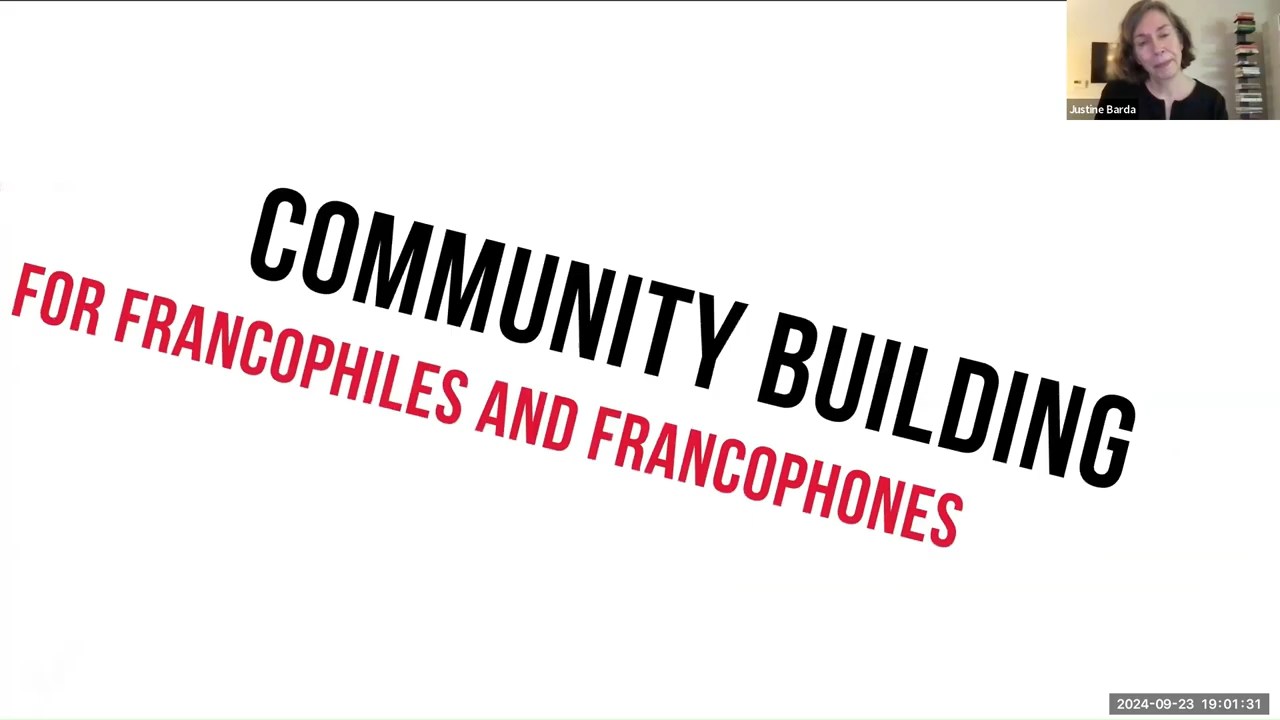 Justine Barda
COMMUNITY BUILDING
FOR FRANCOPHILES AND FRANCOPHONES
2024-09-23 19:01:31